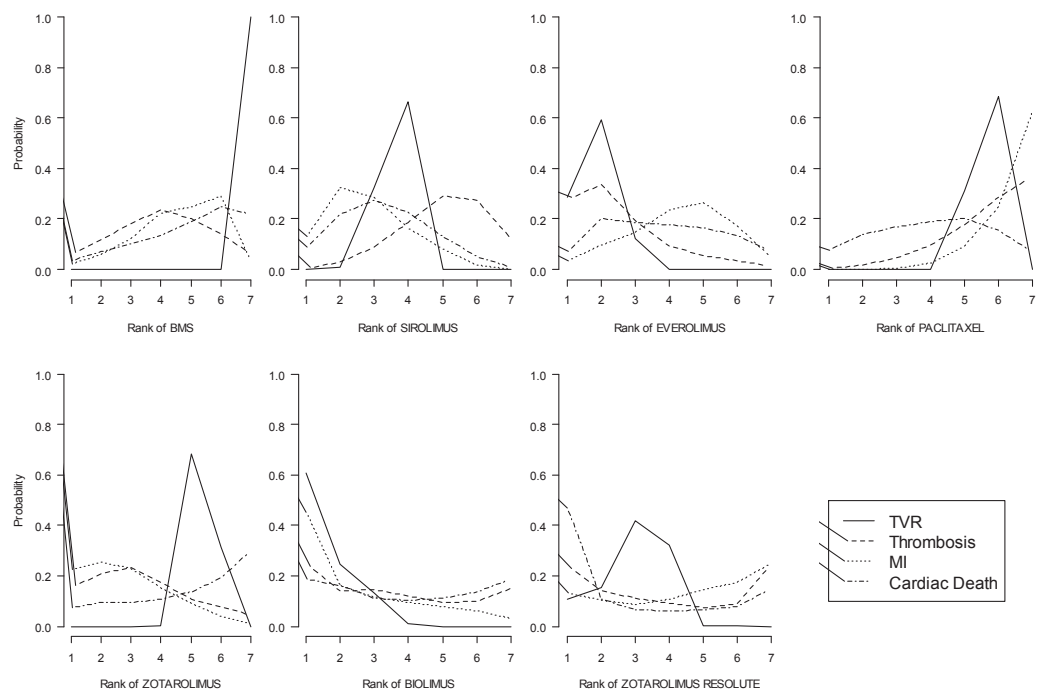 1.0 1.0 1.0 1.0
0.8 0.8 0.8 0.8
0.6 0.6 0.6 0.6
Probability
0.4 0.4 0.4 0.4
0.2 0.2 0.2 0.2
0.0 0.0 0.0 0.0
1 2 3 4 5 6 7 1 2 3 4 5 6 7 1 2 3 4 5 6 7 1 2 3 4 5 6 7
Rank of BMS Rank of SIROLIMUS Rank of EVEROLIMUS Rank of PACLITAXEL
1.0 1.0 1.0
0.8 0.8 0.8
0.6 0.6 0.6
Probability
0.4 0.4 0.4
0.2 0.2 0.2
0.0 0.0 0.0
1 2 3 4 5 6 7 1 2 3 4 5 6 7 1 2 3 4 5 6 7
Rank of ZOTAROLIMUS Rank of BIOLIMUS Rank of ZOTAROLIMUS RESOLUTE
TVR
Thrombosis
MI
Cardiac Death